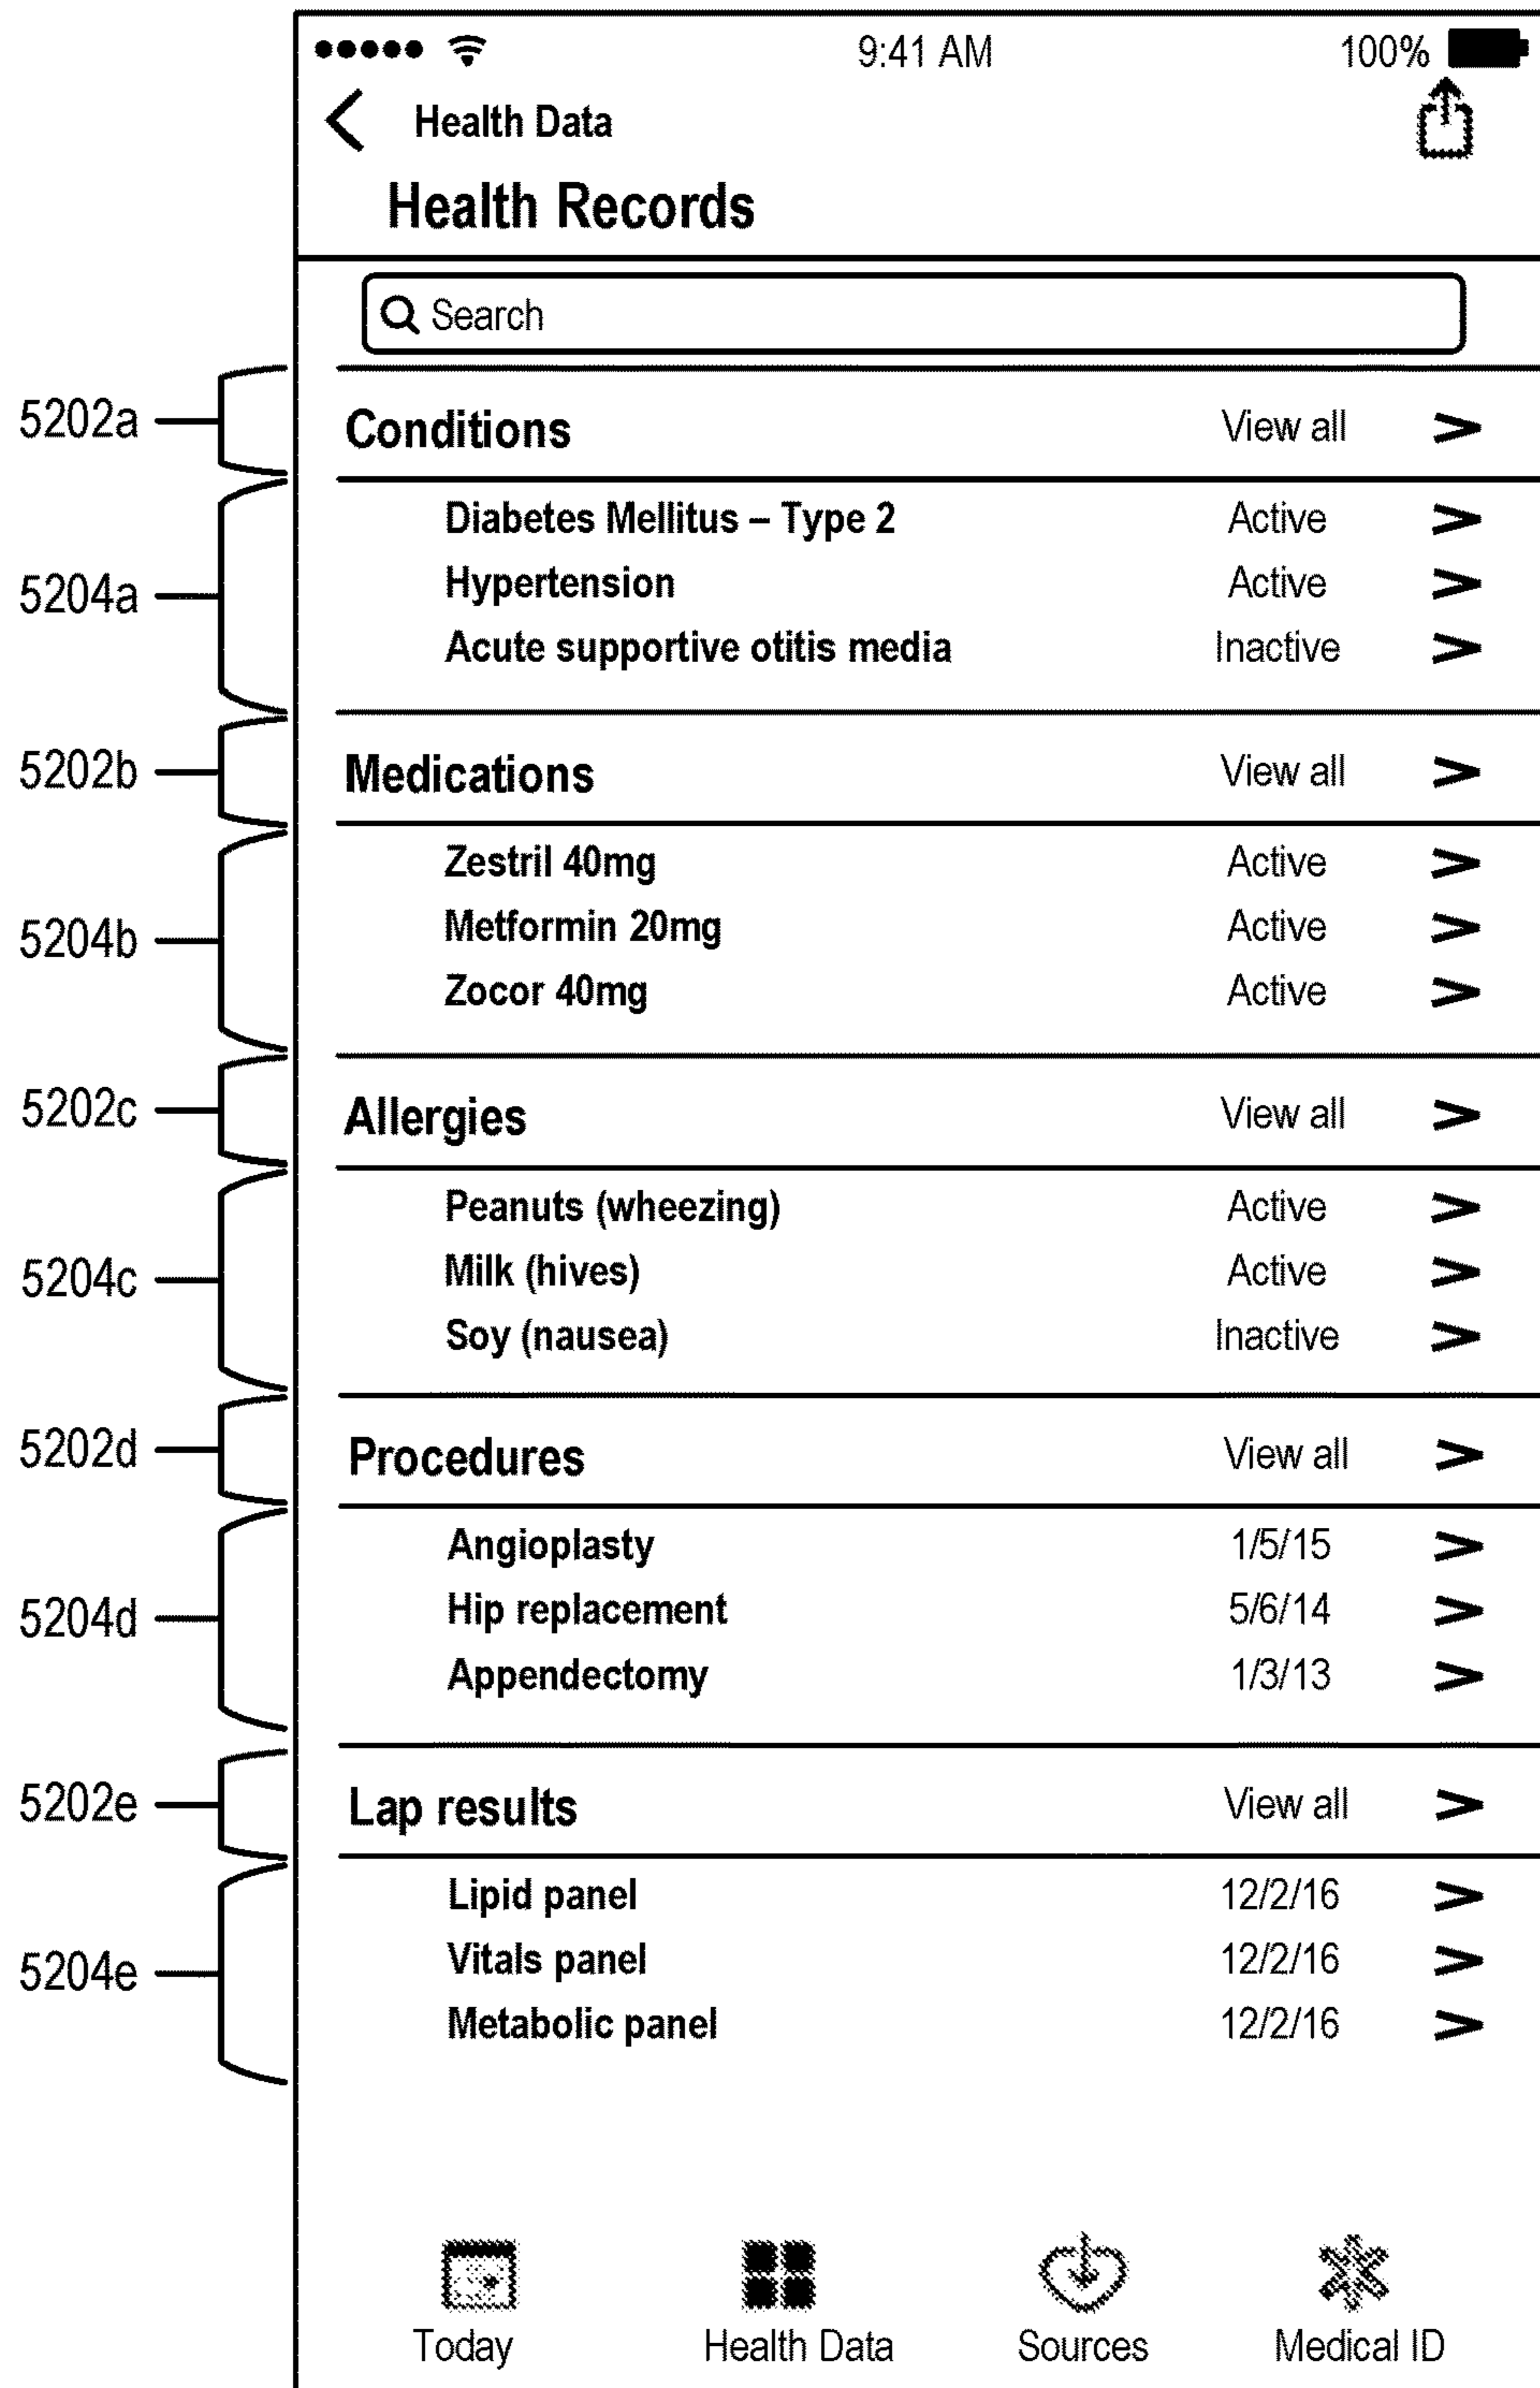 9:41 AM 100%
Health Data
Health Records
Search
5202a Conditions View all >
5204a
Diabetes Mellitus – Type 2 Active >
Hypertension Active >
Acute supportive otitis media Inactive >
5202b Medications View all >
5204b
Zestril 40mg Active >
Metformin 20mg Active >
Zocor 40mg Active >
5202c Allergies View all >
5204c
Peanuts (wheezing) Active >
Milk (hives) Active >
Soy (nausea) Inactive >
5202d Procedures View all >
5204d
Angioplasty 1/5/15 >
Hip replacement 5/6/14 >
Appendectomy 1/3/13 >
5202e Lap results View all >
5204e
Lipid panel 12/2/16 >
Vitals panel 12/2/16 >
Metabolic panel 12/2/16 >
Today Health Data Sources Medical ID